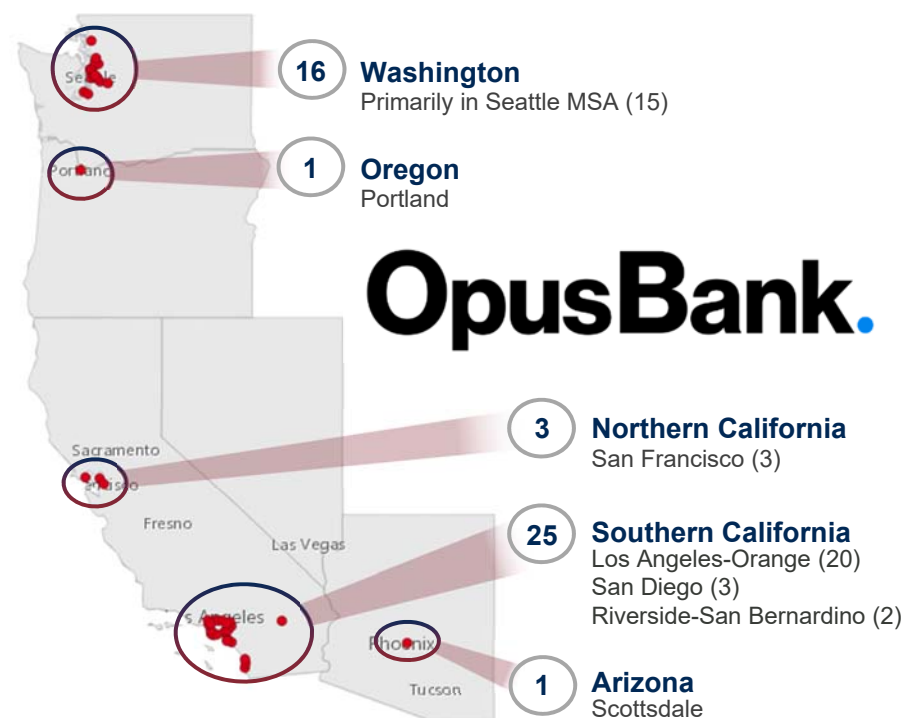 Seattle
16
Washington
Primarily in Seattle MSA (15)
Portland
1
Oregon
Portland
OpusBank.
Sacramento
3
Northern California
San Francisco (3)
Fresno
Las Vegas
25
Southern California
Los Angeles-Orange (20)
San Diego (3)
Riverside-San Bernardino (2)
s Angeles
Phoenix
Tucson
1
Arizona
Scottsdale